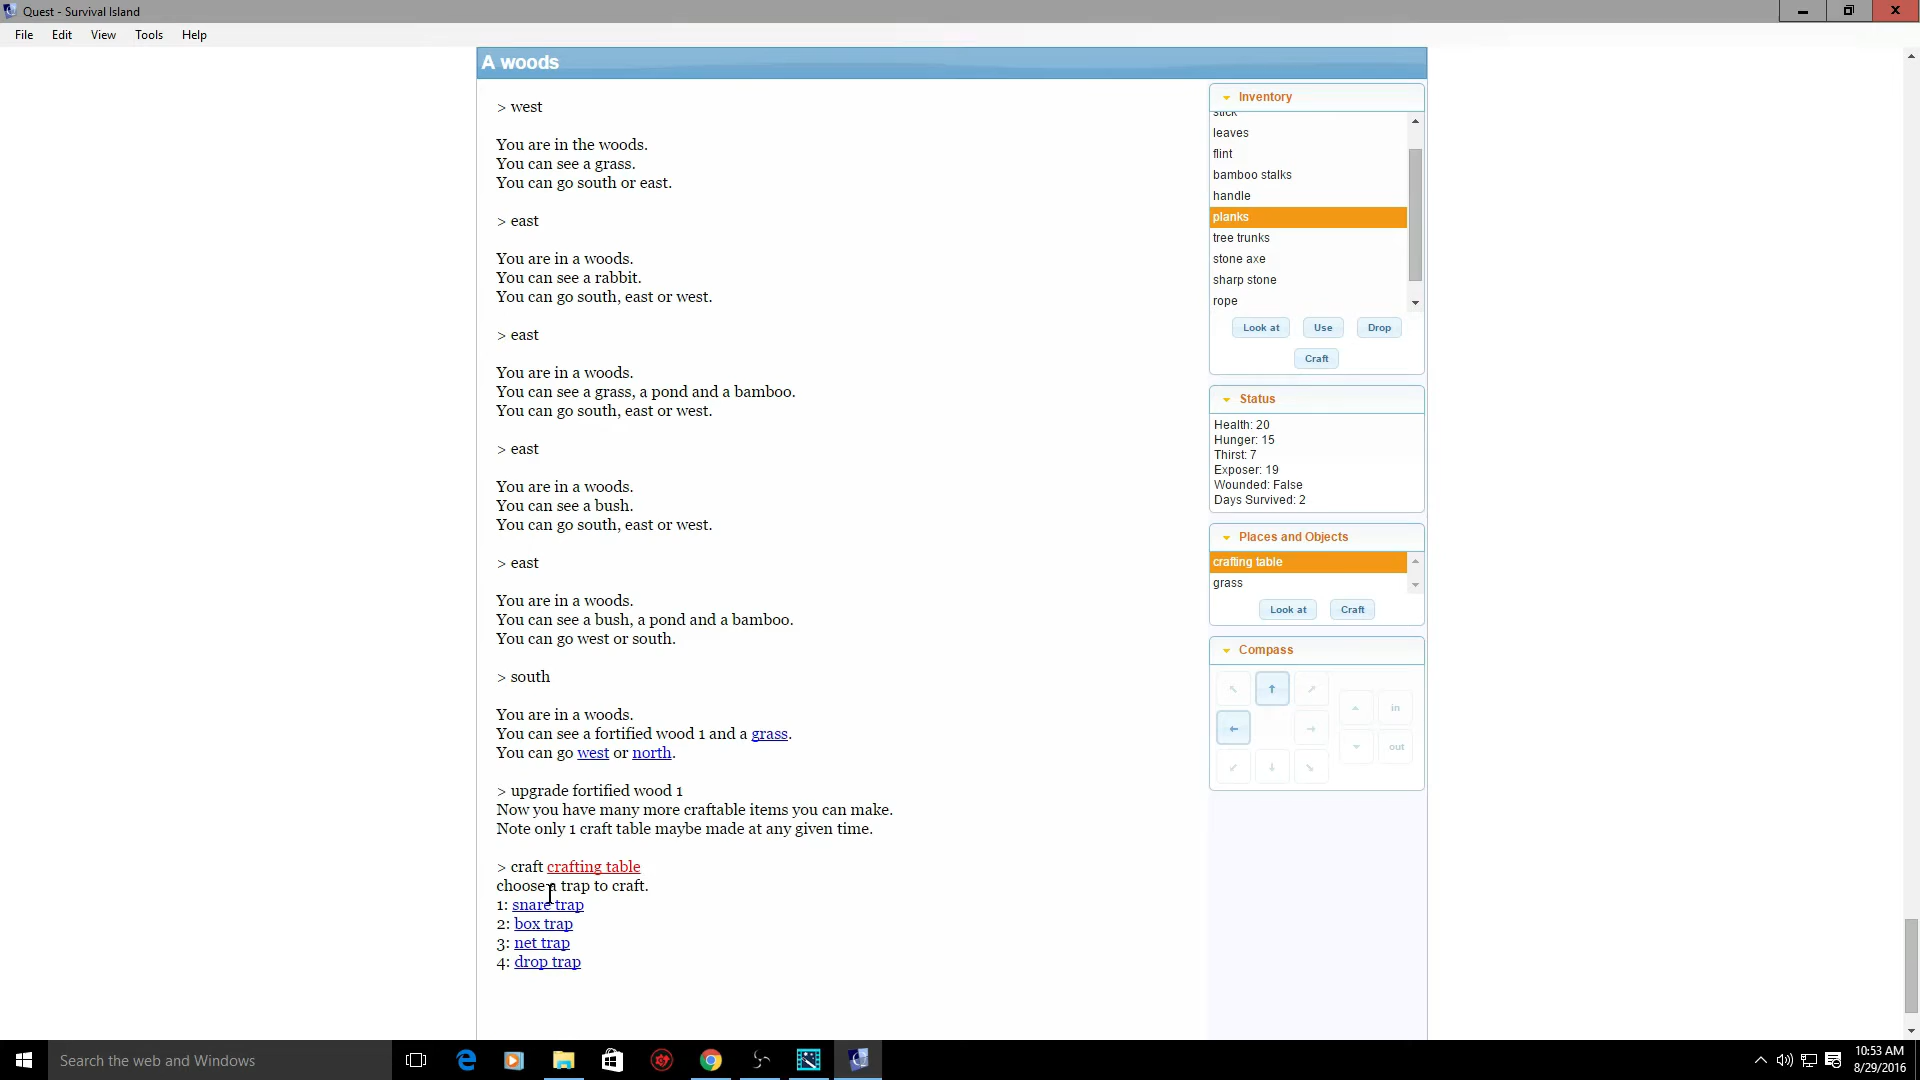 Quest - Survival Island
File Edit View Tools Help
A woods
> west
You are in the woods.
You can see a grass.
You can go south or east.
> east
You are in a woods.
You can see a rabbit.
You can go south, east or west.
> east
You are in a woods.
You can see a grass, a pond and a bamboo.
You can go south, east or west.
> east
You are in a woods.
You can see a bush.
You can go south, east or west.
> east
You are in a woods.
You can see a bush, a pond and a bamboo.
You can go west or south.
> south
You are in a woods.
You can see a fortified wood 1 and a grass.
You can go west or north.
> upgrade fortified wood 1
Now you have many more craftable items you can make.
Note only 1 craft table maybe made at any given time.
> craft crafting table
choose a trap to craft.
1: snare trap
2: box trap
3: net trap
4: drop trap
Inventory
stick
leaves
flint
bamboo stalks
handle
planks
tree trunks
stone axe
sharp stone
rope
Look at Use Drop
Craft
Status
Health: 20
Hunger: 15
Thirst: 7
Exposer: 19
Wounded: False
Days Survived: 2
Places and Objects
crafting table
grass
Look at Craft
Compass
in
out
Search the web and Windows
10:53 AM
8/29/2016